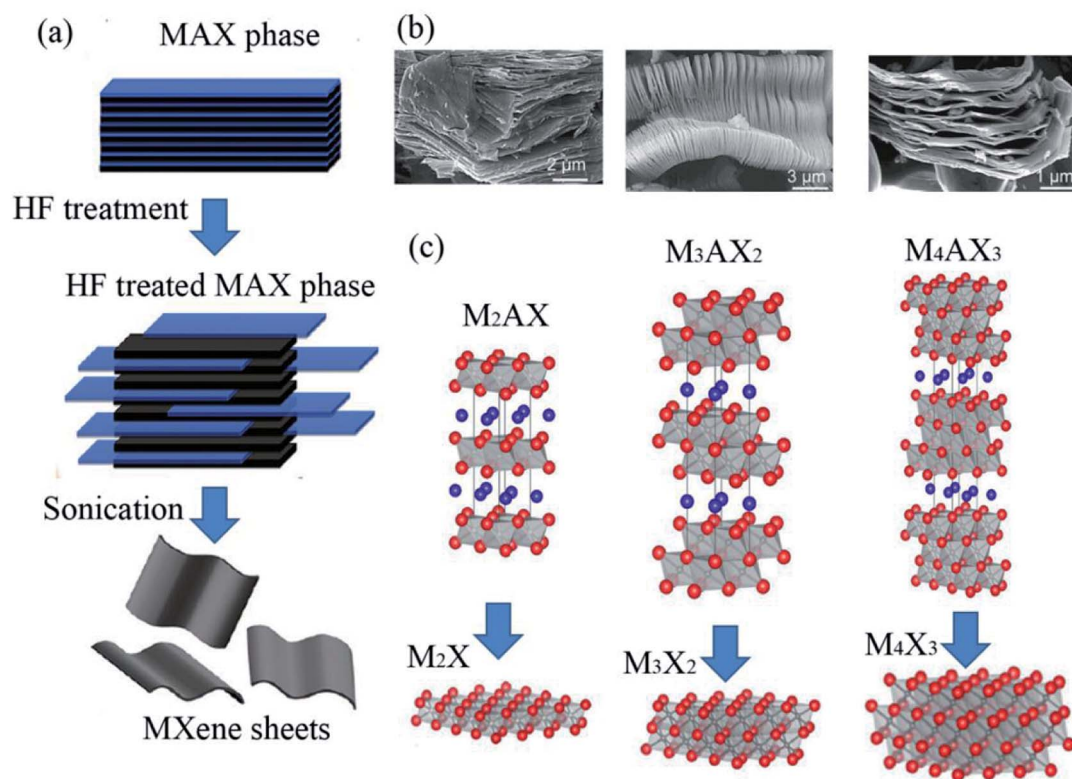 (a)
MAX phase
HF treatment
HF treated MAX phase
Sonication
MXene sheets
(b)
2 μm
3 μm
1 μm
(c)
M2AX
M3AX2
M4AX3
M2X
M3X2
M4X3